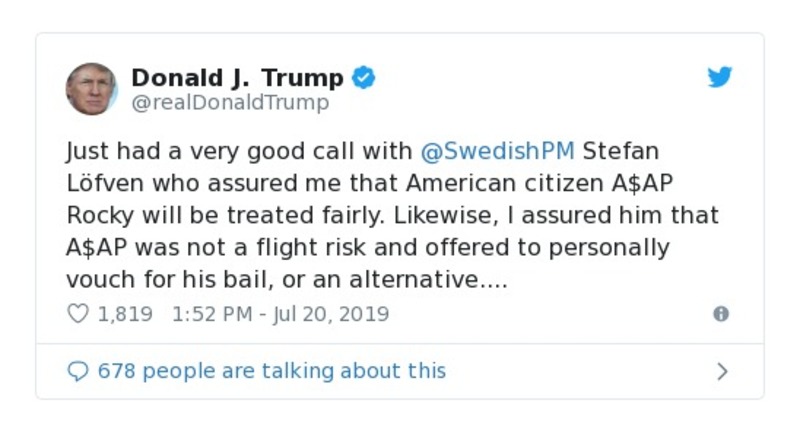 Donald J. Trump
@realDonaldTrump
Just had a very good call with @SwedishPM Stefan
Löfven who assured me that American citizen A$AP
Rocky will be treated fairly. Likewise, I assured him that
A$AP was not a flight risk and offered to personally
vouch for his bail, or an alternative....
1,819 1:52 PM - Jul 20, 2019
678 people are talking about this